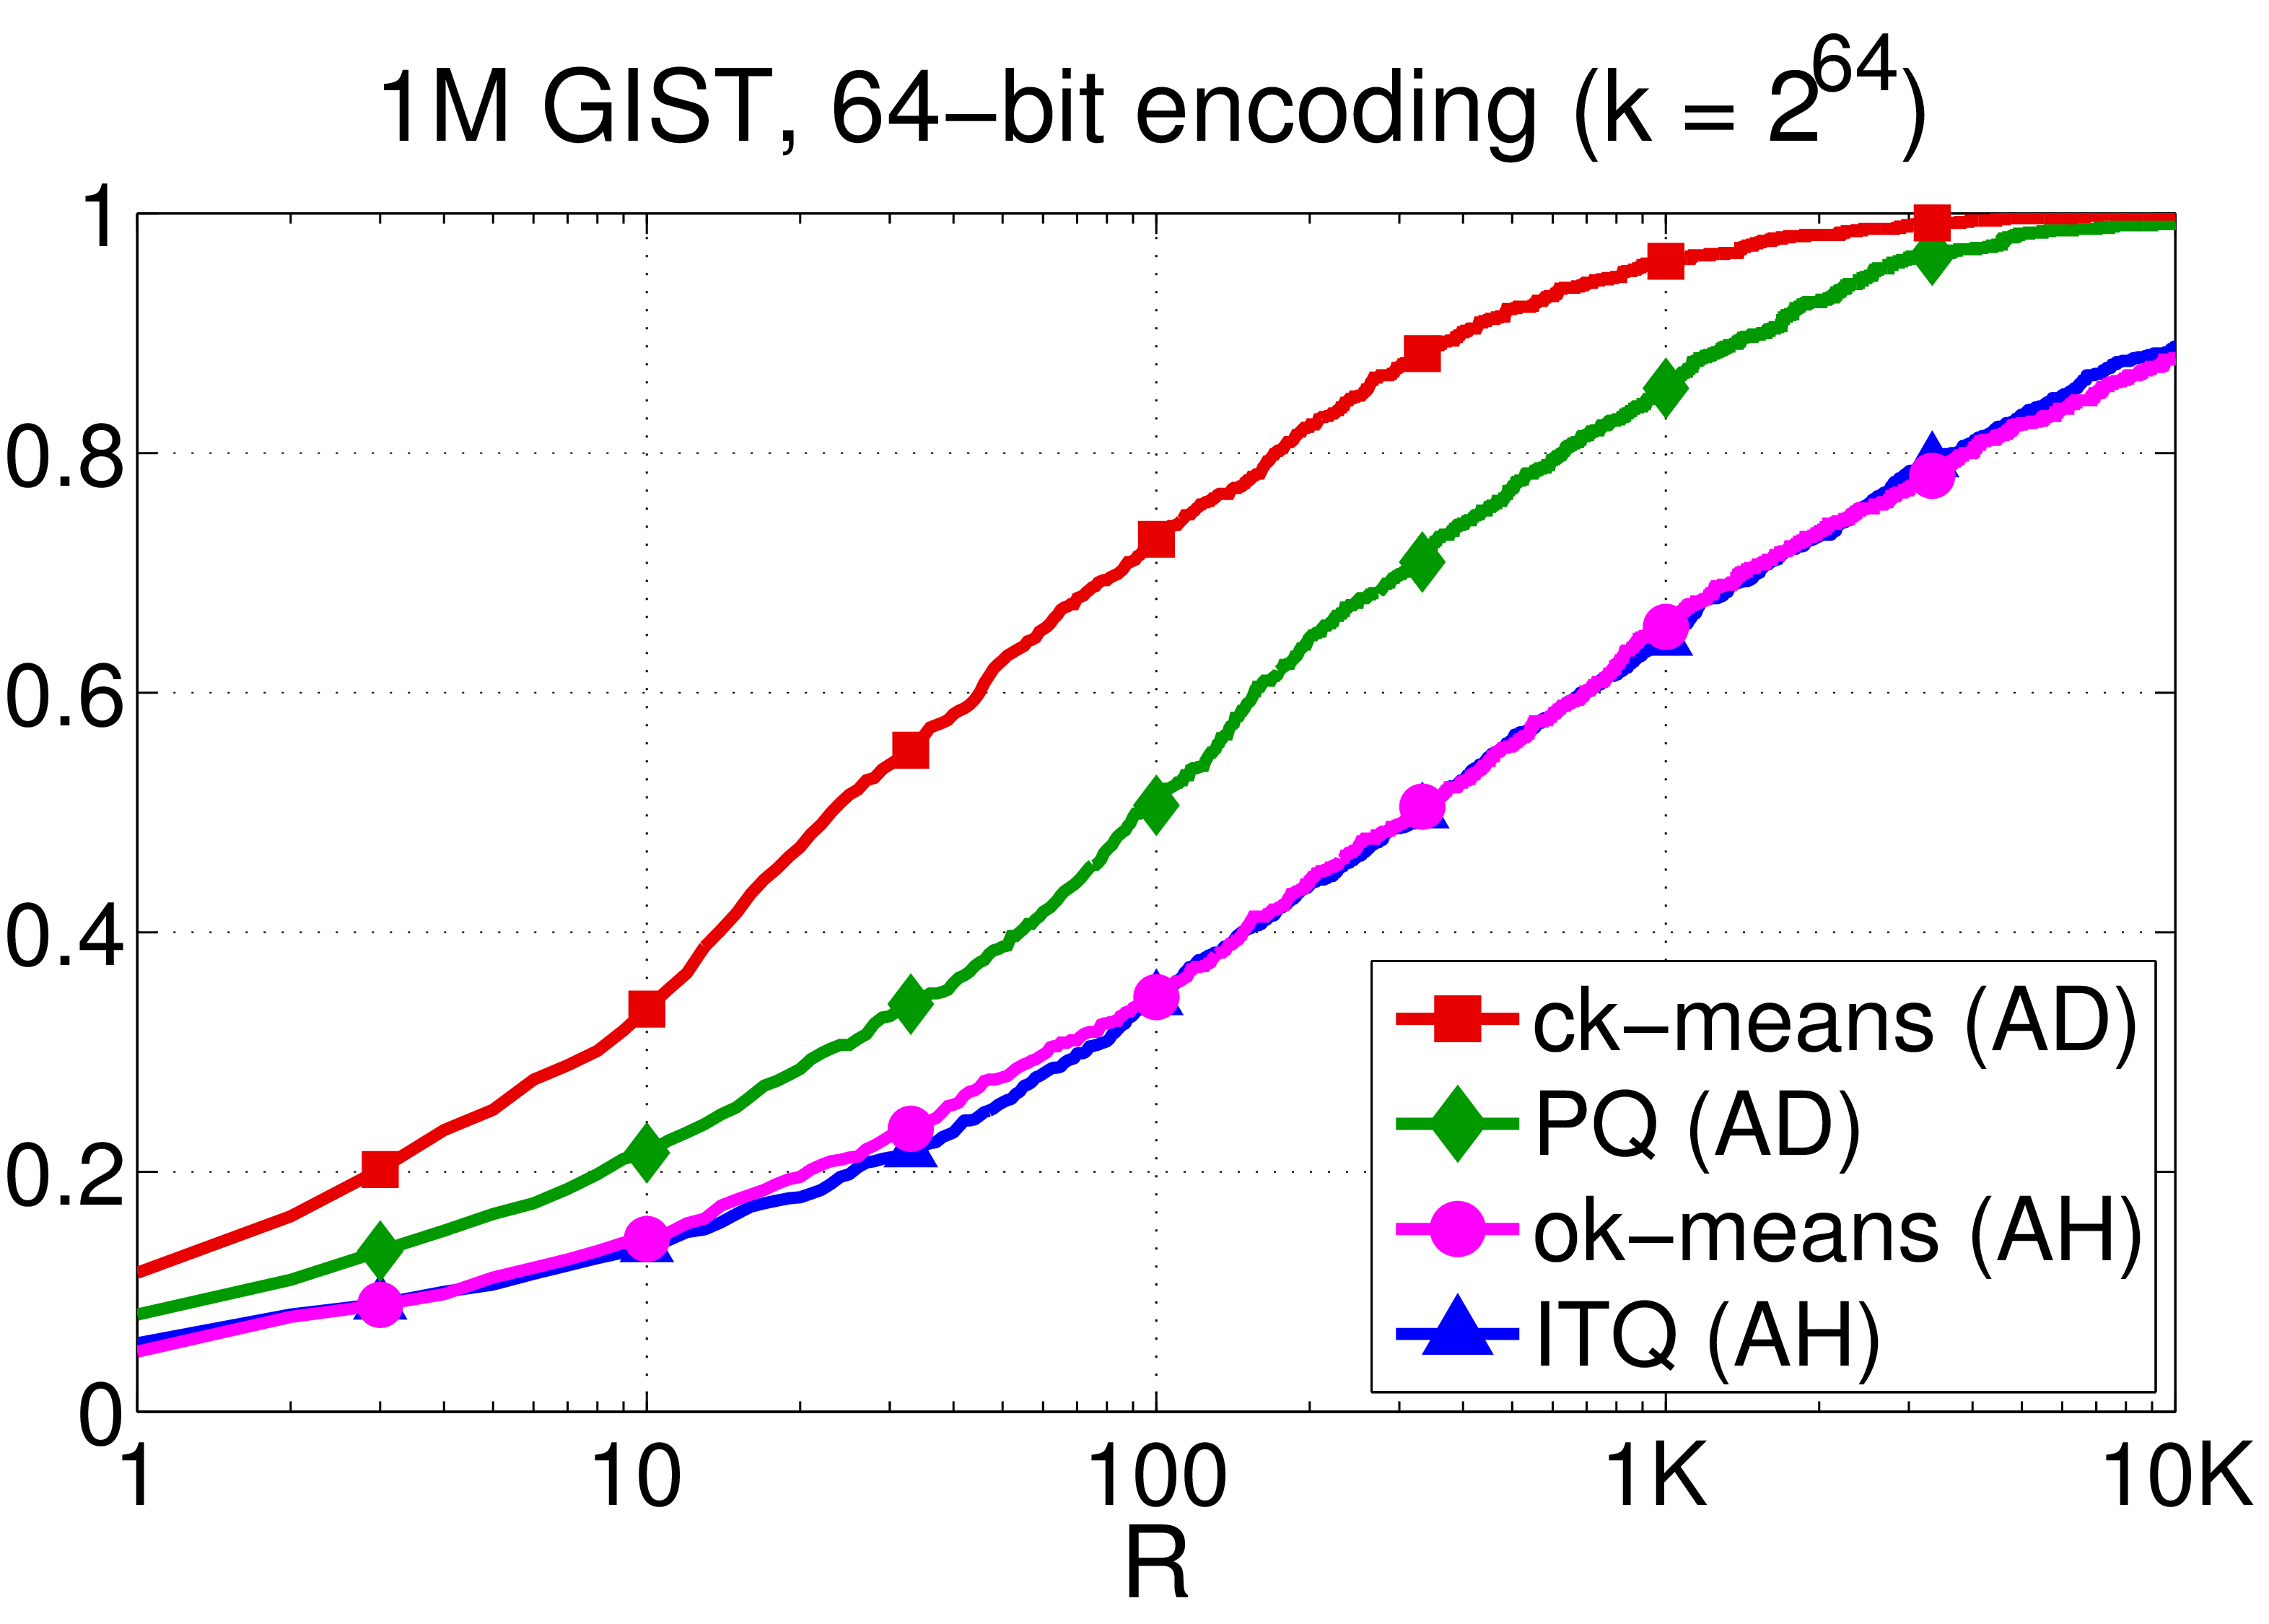 1M GIST, 64−bit encoding (k = 2^64)
1
0.8
0.6
0.4
0.2
0
1 10 100 1K 10K
R
ck−means (AD)
PQ (AD)
ok−means (AH)
ITQ (AH)